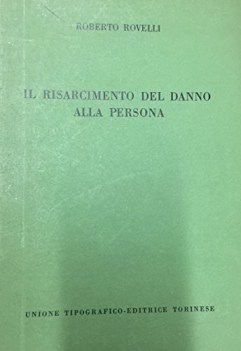 ROBERTO ROVELLI
IL RISARCIMENTO DEL DANNO
ALLA PERSONA
UNIONE TIPOGRAFICO-EDITRICE TORINESE